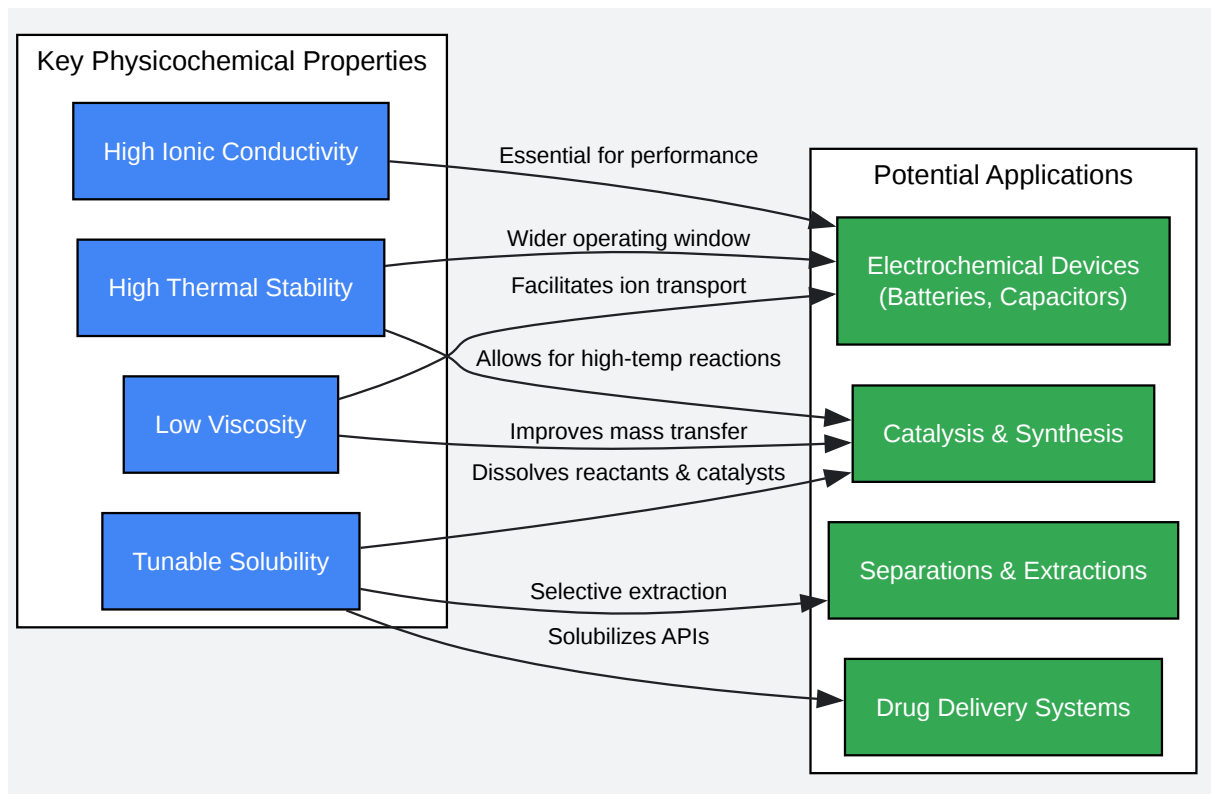 Key Physicochemical Properties
High Ionic Conductivity
High Thermal Stability
Low Viscosity
Tunable Solubility
Essential for performance
Wider operating window
Facilitates ion transport
Allows for high-temp reactions
Improves mass transfer
Dissolves reactants & catalysts
Selective extraction
Solubilizes APIs
Potential Applications
Electrochemical Devices
(Batteries, Capacitors)
Catalysis & Synthesis
Separations & Extractions
Drug Delivery Systems